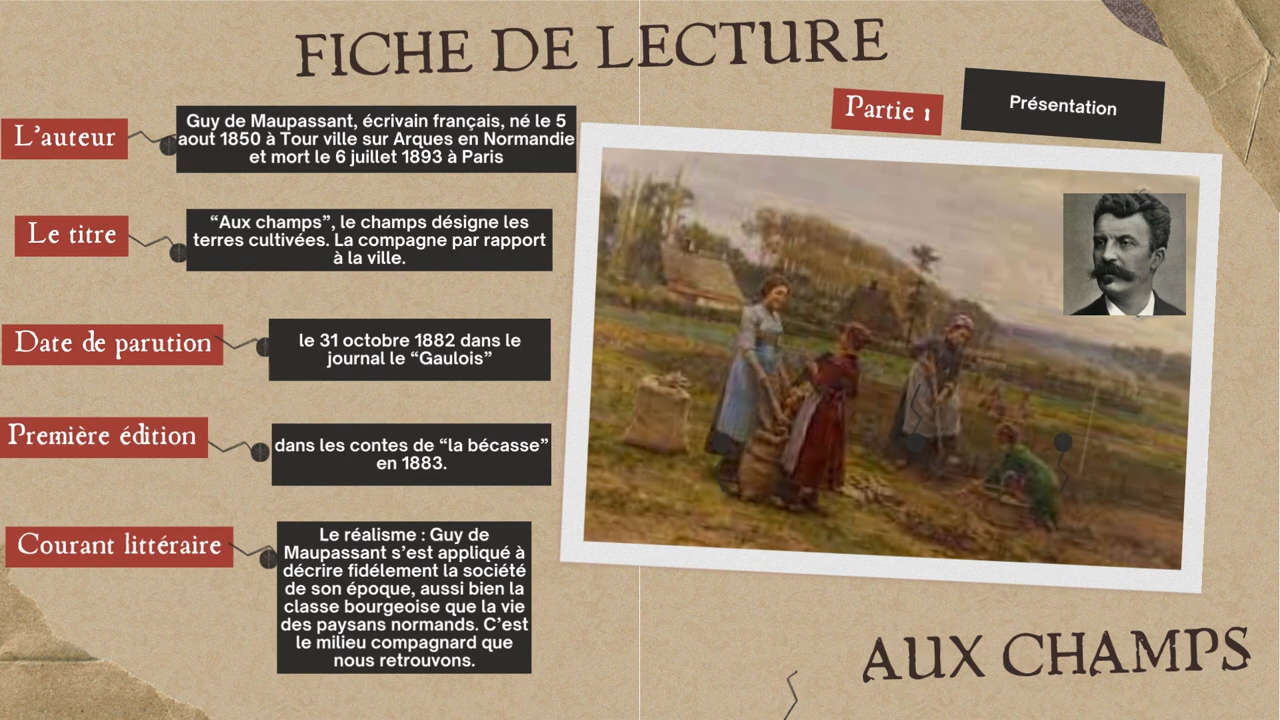 FICHE DE LECTURE
Partie 1
Présentation
L'auteur
Guy de Maupassant, écrivain français, né le 5
aout 1850 à Tour ville sur Arques en Normandie
et mort le 6 juillet 1893 à Paris
Le titre
“Aux champs”, le champs désigne les
terres cultivées. La compagne par rapport
à la ville.
Date de parution
le 31 octobre 1882 dans le
journal le “Gaulois”
Première édition
dans les contes de “la bécasse”
en 1883.
Courant littéraire
Le réalisme : Guy de
Maupassant s’est appliqué à
décrire fidélement la société
de son époque, aussi bien la
classe bourgeoise que la vie
des paysans normands. C’est
le milieu compagnard que
nous retrouvons.
AUX CHAMPS